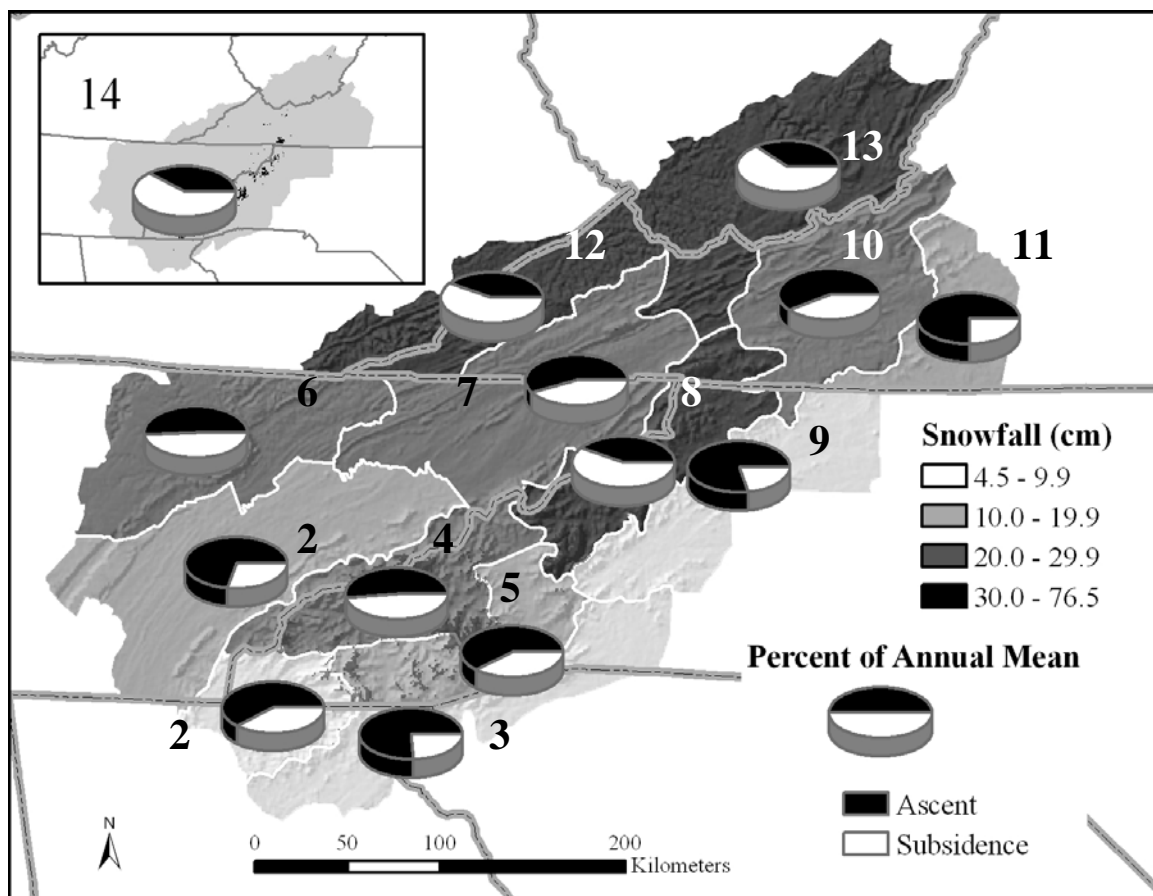 14
13
12
10
11
6
7
8
9
2
4
5
2
3
Snowfall (cm)
4.5 - 9.9
10.0 - 19.9
20.0 - 29.9
30.0 - 76.5
Percent of Annual Mean
Ascent
Subsidence
N
0 50 100 200
Kilometers